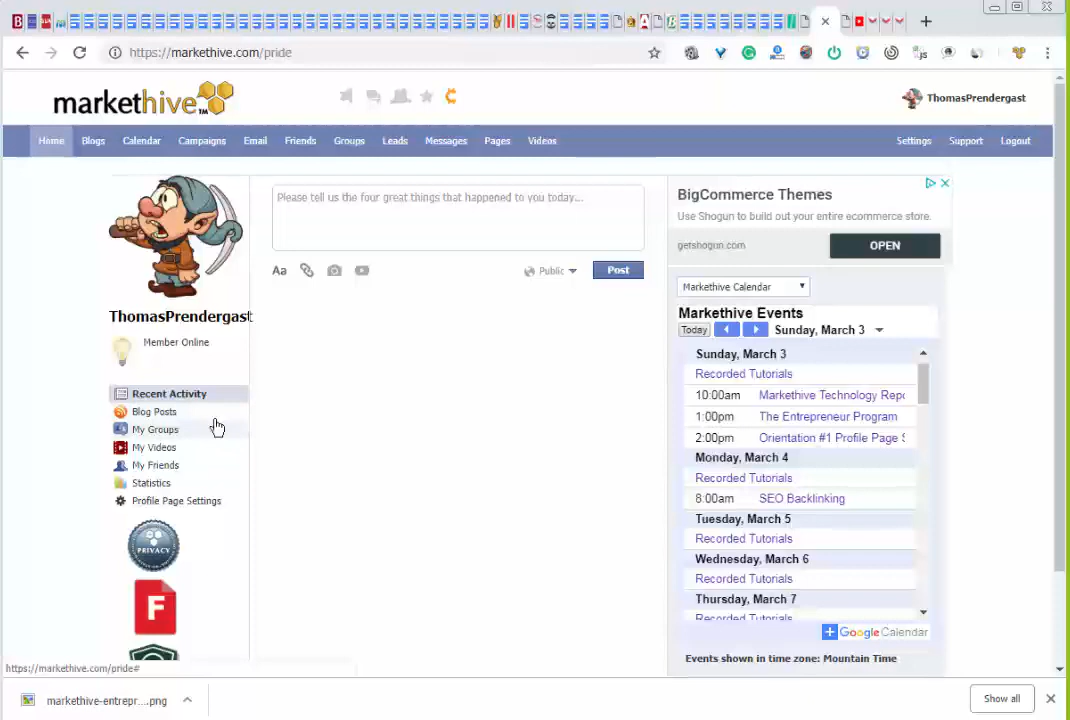 https://markethive.com/pride
markethive
TM
ThomasPrendergast
Home Blogs Calendar Campaigns Email Friends Groups Leads Messages Pages Videos Settings Support Logout
Please tell us the four great things that happened to you today...
Aa Public Post
ThomasPrendergast
Member Online
Recent Activity
Blog Posts
My Groups
My Videos
My Friends
Statistics
Profile Page Settings
PRIVACY
F
BigCommerce Themes
Use Shogun to build out your entire ecommerce store.
getshogun.com OPEN
Markethive Calendar
Markethive Events
Today Sunday, March 3
Sunday, March 3
Recorded Tutorials
10:00am Markethive Technology Repo
1:00pm The Entrepreneur Program
2:00pm Orientation #1 Profile Page S
Monday, March 4
Recorded Tutorials
8:00am SEO Backlinking
Tuesday, March 5
Recorded Tutorials
Wednesday, March 6
Recorded Tutorials
Thursday, March 7
Recorded Tutorials
+ Google Calendar
Events shown in time zone: Mountain Time
https://markethive.com/pride#
markethive-entrepr....png
Show all